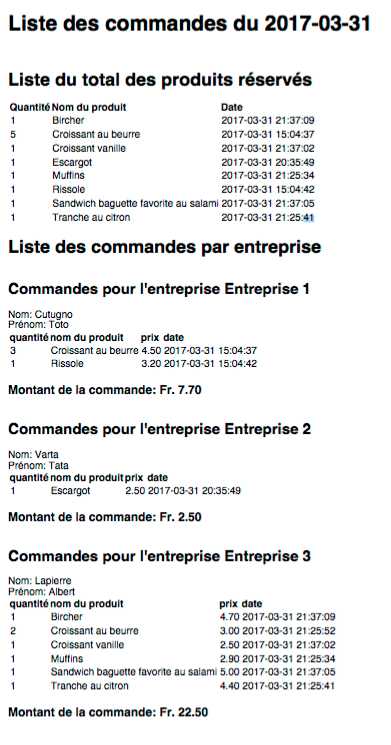 Liste des commandes du 2017-03-31
Liste du total des produits réservés
Quantité Nom du produit Date
1 Bircher 2017-03-31 21:37:09
5 Croissant au beurre 2017-03-31 15:04:37
1 Croissant vanille 2017-03-31 21:37:02
1 Escargot 2017-03-31 20:35:49
1 Muffins 2017-03-31 21:25:34
1 Rissole 2017-03-31 15:04:42
1 Sandwich baguette favorite au salami 2017-03-31 21:37:05
1 Tranche au citron 2017-03-31 21:25:41
Liste des commandes par entreprise
Commandes pour l'entreprise Entreprise 1
Nom: Cutugno
Prénom: Toto
quantité nom du produit prix date
3 Croissant au beurre 4.50 2017-03-31 15:04:37
1 Rissole 3.20 2017-03-31 15:04:42
Montant de la commande: Fr. 7.70
Commandes pour l'entreprise Entreprise 2
Nom: Varta
Prénom: Tata
quantité nom du produit prix date
1 Escargot 2.50 2017-03-31 20:35:49
Montant de la commande: Fr. 2.50
Commandes pour l'entreprise Entreprise 3
Nom: Lapierre
Prénom: Albert
quantité nom du produit prix date
1 Bircher 4.70 2017-03-31 21:37:09
2 Croissant au beurre 3.00 2017-03-31 21:25:52
1 Croissant vanille 2.50 2017-03-31 21:37:02
1 Muffins 2.90 2017-03-31 21:25:34
1 Sandwich baguette favorite au salami 5.00 2017-03-31 21:37:05
1 Tranche au citron 4.40 2017-03-31 21:25:41
Montant de la commande: Fr. 22.50